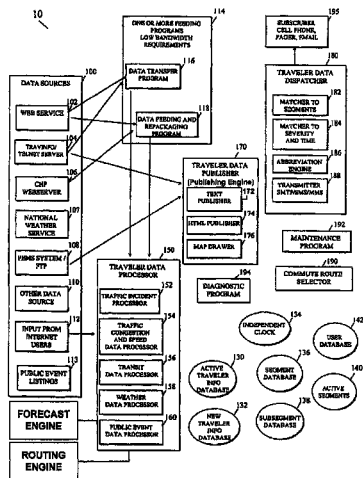 10
100
DATA SOURCES
102
WEB SERVICE
104
TRAVINFO/
TELNET SERVER
106
CHP
WEBSERVER
107
NATIONAL
WEATHER
SERVICE
108
PEMS SYSTEM /
FTP
110
OTHER DATA
SOURCE
112
INPUT FROM
INTERNET
USERS
113
PUBLIC EVENT
LISTINGS
FORECAST
ENGINE
ROUTING
ENGINE
114
ONE OR MORE FEEDING
PROGRAMS
LOW BANDWIDTH
REQUIREMENTS
116
DATA TRANSFER
PROGRAM
118
DATA FEEDING AND
REPACKAGING
PROGRAM
150
TRAVELER DATA
PROCESSOR
152
TRAFFIC INCIDENT
PROCESSOR
154
TRAFFIC
CONGESTION
AND SPEED
DATA PROCESSOR
156
TRANSIT
DATA PROCESSOR
158
WEATHER
DATA PROCESSOR
160
PUBLIC EVENT
DATA PROCESSOR
170
TRAVELER DATA
PUBLISHER
(Publishing Engine)
172
TEXT
PUBLISHER
174
HTML PUBLISHER
176
MAP DRAWER
194
DIAGNOSTIC
PROGRAM
195
SUBSCRIBER
CELL PHONE,
PAGER, EMAIL
180
TRAVELER DATA
DISPATCHER
182
MATCHER TO
SEGMENTS
184
MATCHER TO
SEVERITY AND
TIME
186
ABBREVIATION
ENGINE
188
TRANSMITTER
SMTP/SMS/MMS
192
MAINTENANCE
PROGRAM
190
COMMUTE ROUTE
SELECTOR
134
INDEPENDENT
CLOCK
142
USER
DATABASE
130
ACTIVE
TRAVELER
INFO
DATABASE
136
SEGMENT
DATABASE
140
ACTIVE
SEGMENTS
132
NEW
TRAVELER
INFO
DATABASE
138
SUBSEGMENT
DATABASE